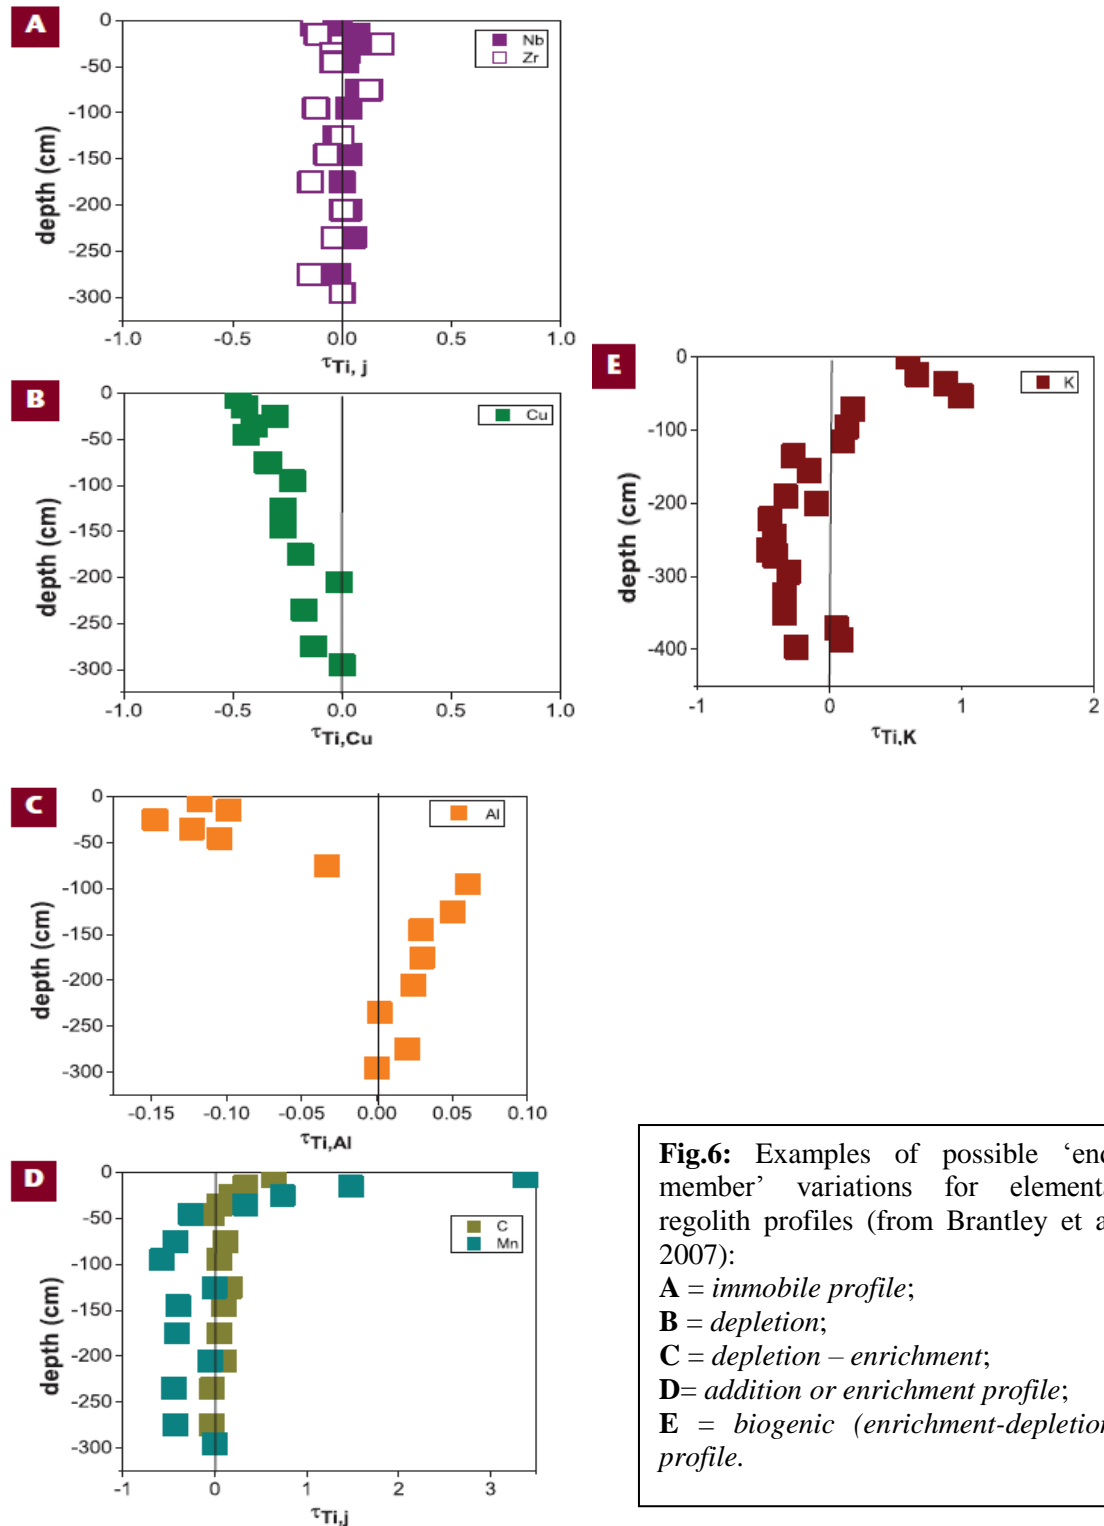 A
0
-50
-100
-150
-200
-250
-300
depth (cm)
Nb
Zr
-1.0 -0.5 0.0 0.5 1.0
τTi, j
B
0
-50
-100
-150
-200
-250
-300
depth (cm)
Cu
-1.0 -0.5 0.0 0.5 1.0
τTi,Cu
E
0
-100
-200
-300
-400
depth (cm)
K
-1 0 1 2
τTi,K
C
0
-50
-100
-150
-200
-250
-300
depth (cm)
Al
-0.15 -0.10 -0.05 0.00 0.05 0.10
τTi,Al
D
0
-50
-100
-150
-200
-250
-300
depth (cm)
C
Mn
-1 0 1 2 3
τTi,j
Fig.6: Examples of possible ‘end
member’ variations for elementa
regolith profiles (from Brantley et a
2007):
A = immobile profile;
B = depletion;
C = depletion – enrichment;
D= addition or enrichment profile;
E = biogenic (enrichment-depletion
profile.